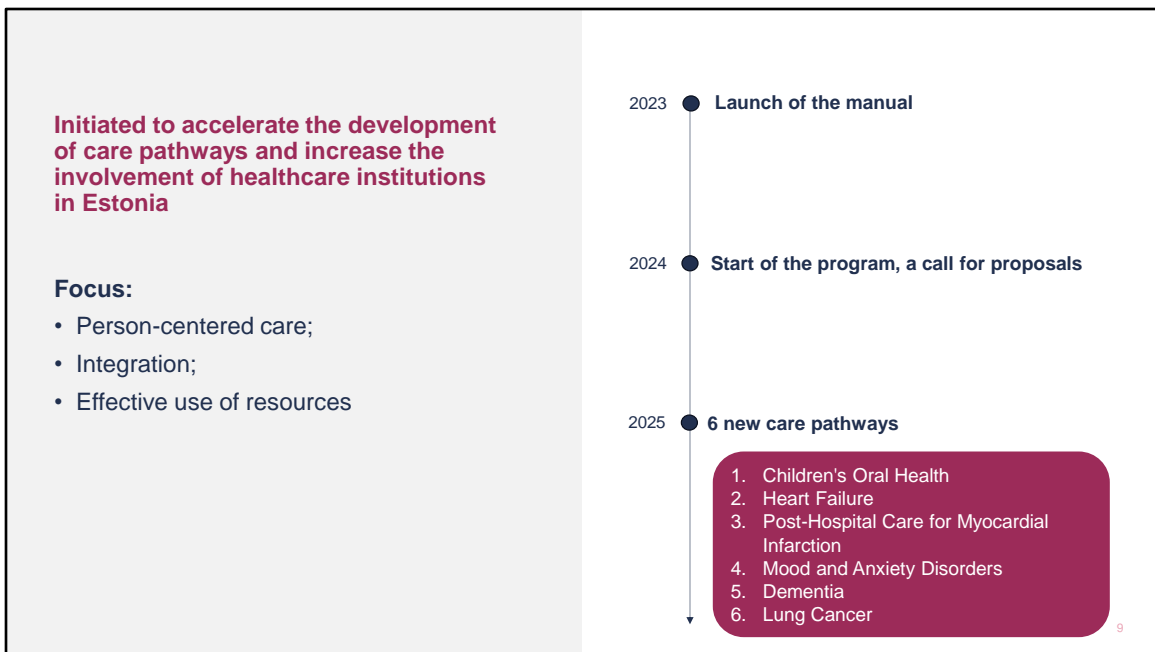 Initiated to accelerate the development
of care pathways and increase the
involvement of healthcare institutions
in Estonia
Focus:
• Person-centered care;
• Integration;
• Effective use of resources
2023 Launch of the manual
2024 Start of the program, a call for proposals
2025 6 new care pathways
1. Children's Oral Health
2. Heart Failure
3. Post-Hospital Care for Myocardial
Infarction
4. Mood and Anxiety Disorders
5. Dementia
6. Lung Cancer
9